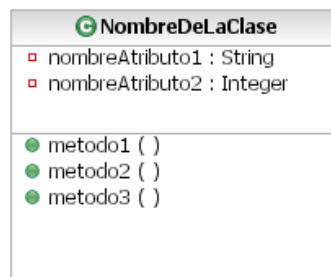 C NombreDeLaClase
nombreAtributo1 : String
nombreAtributo2 : Integer
metodo1 ( )
metodo2 ( )
metodo3 ( )